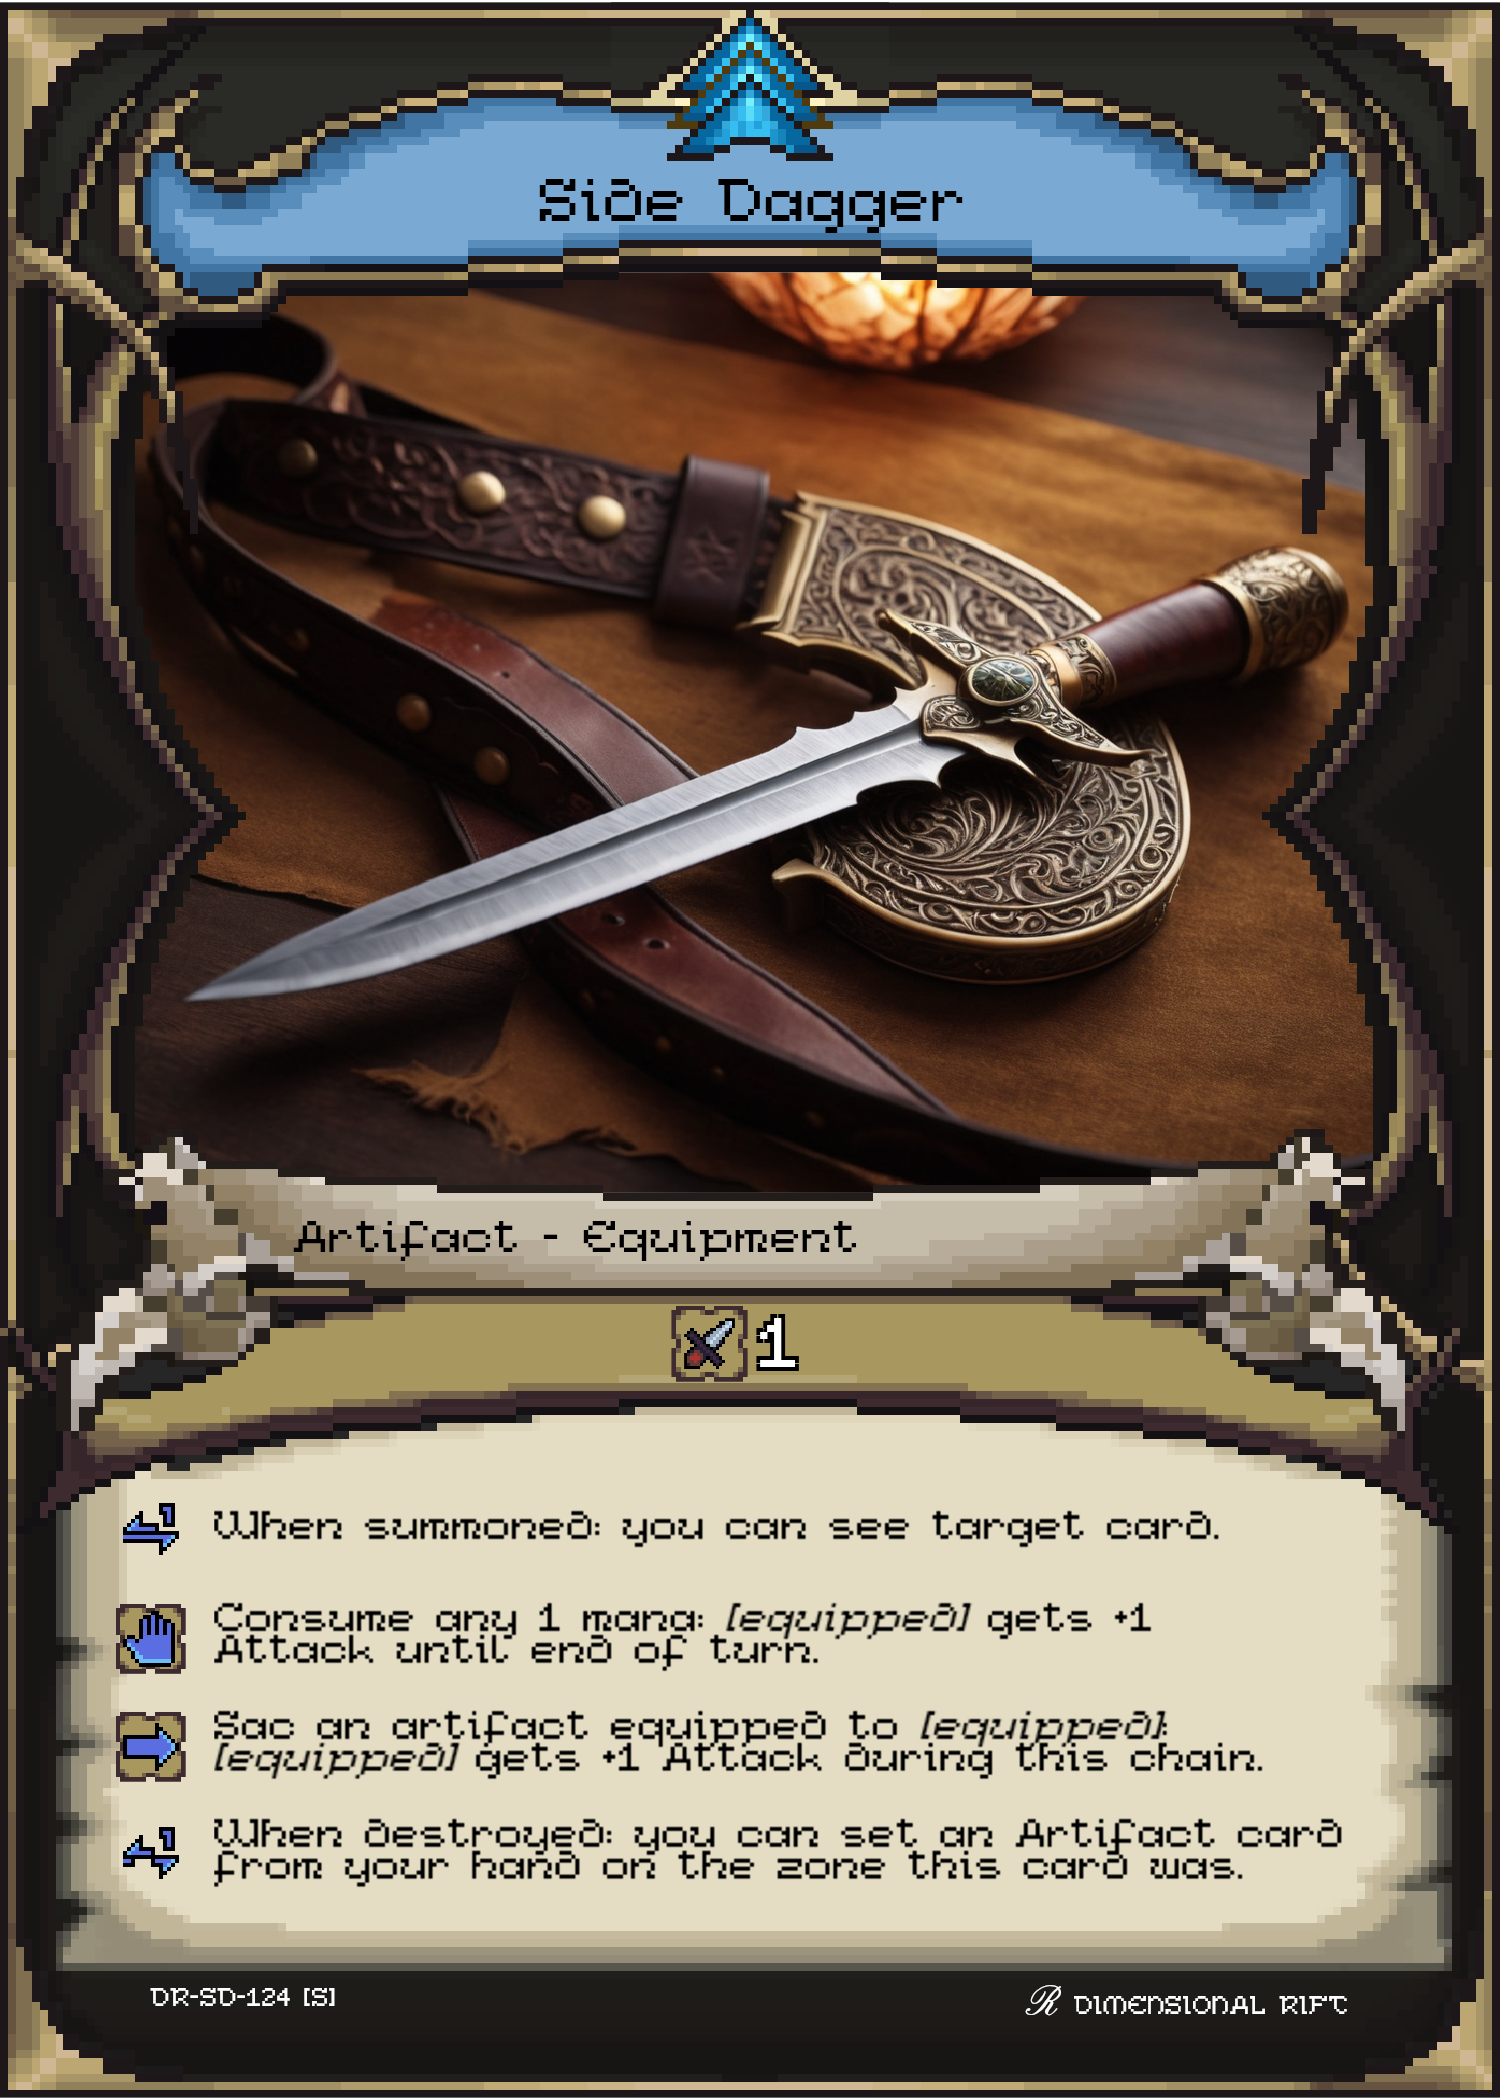 Side Dagger
Artifact - Equipment
1
1
When summoned: you can see target card.
Consume any 1 mana: [equipped] gets +1
Attack until end of turn.
Sac an artifact equipped to [equipped]:
[equipped] gets +1 Attack during this chain.
1
When destroyed: you can set an Artifact card
from your hand on the zone this card was.
DR-SD-124 [S]
R DIMENSIONAL RIFT